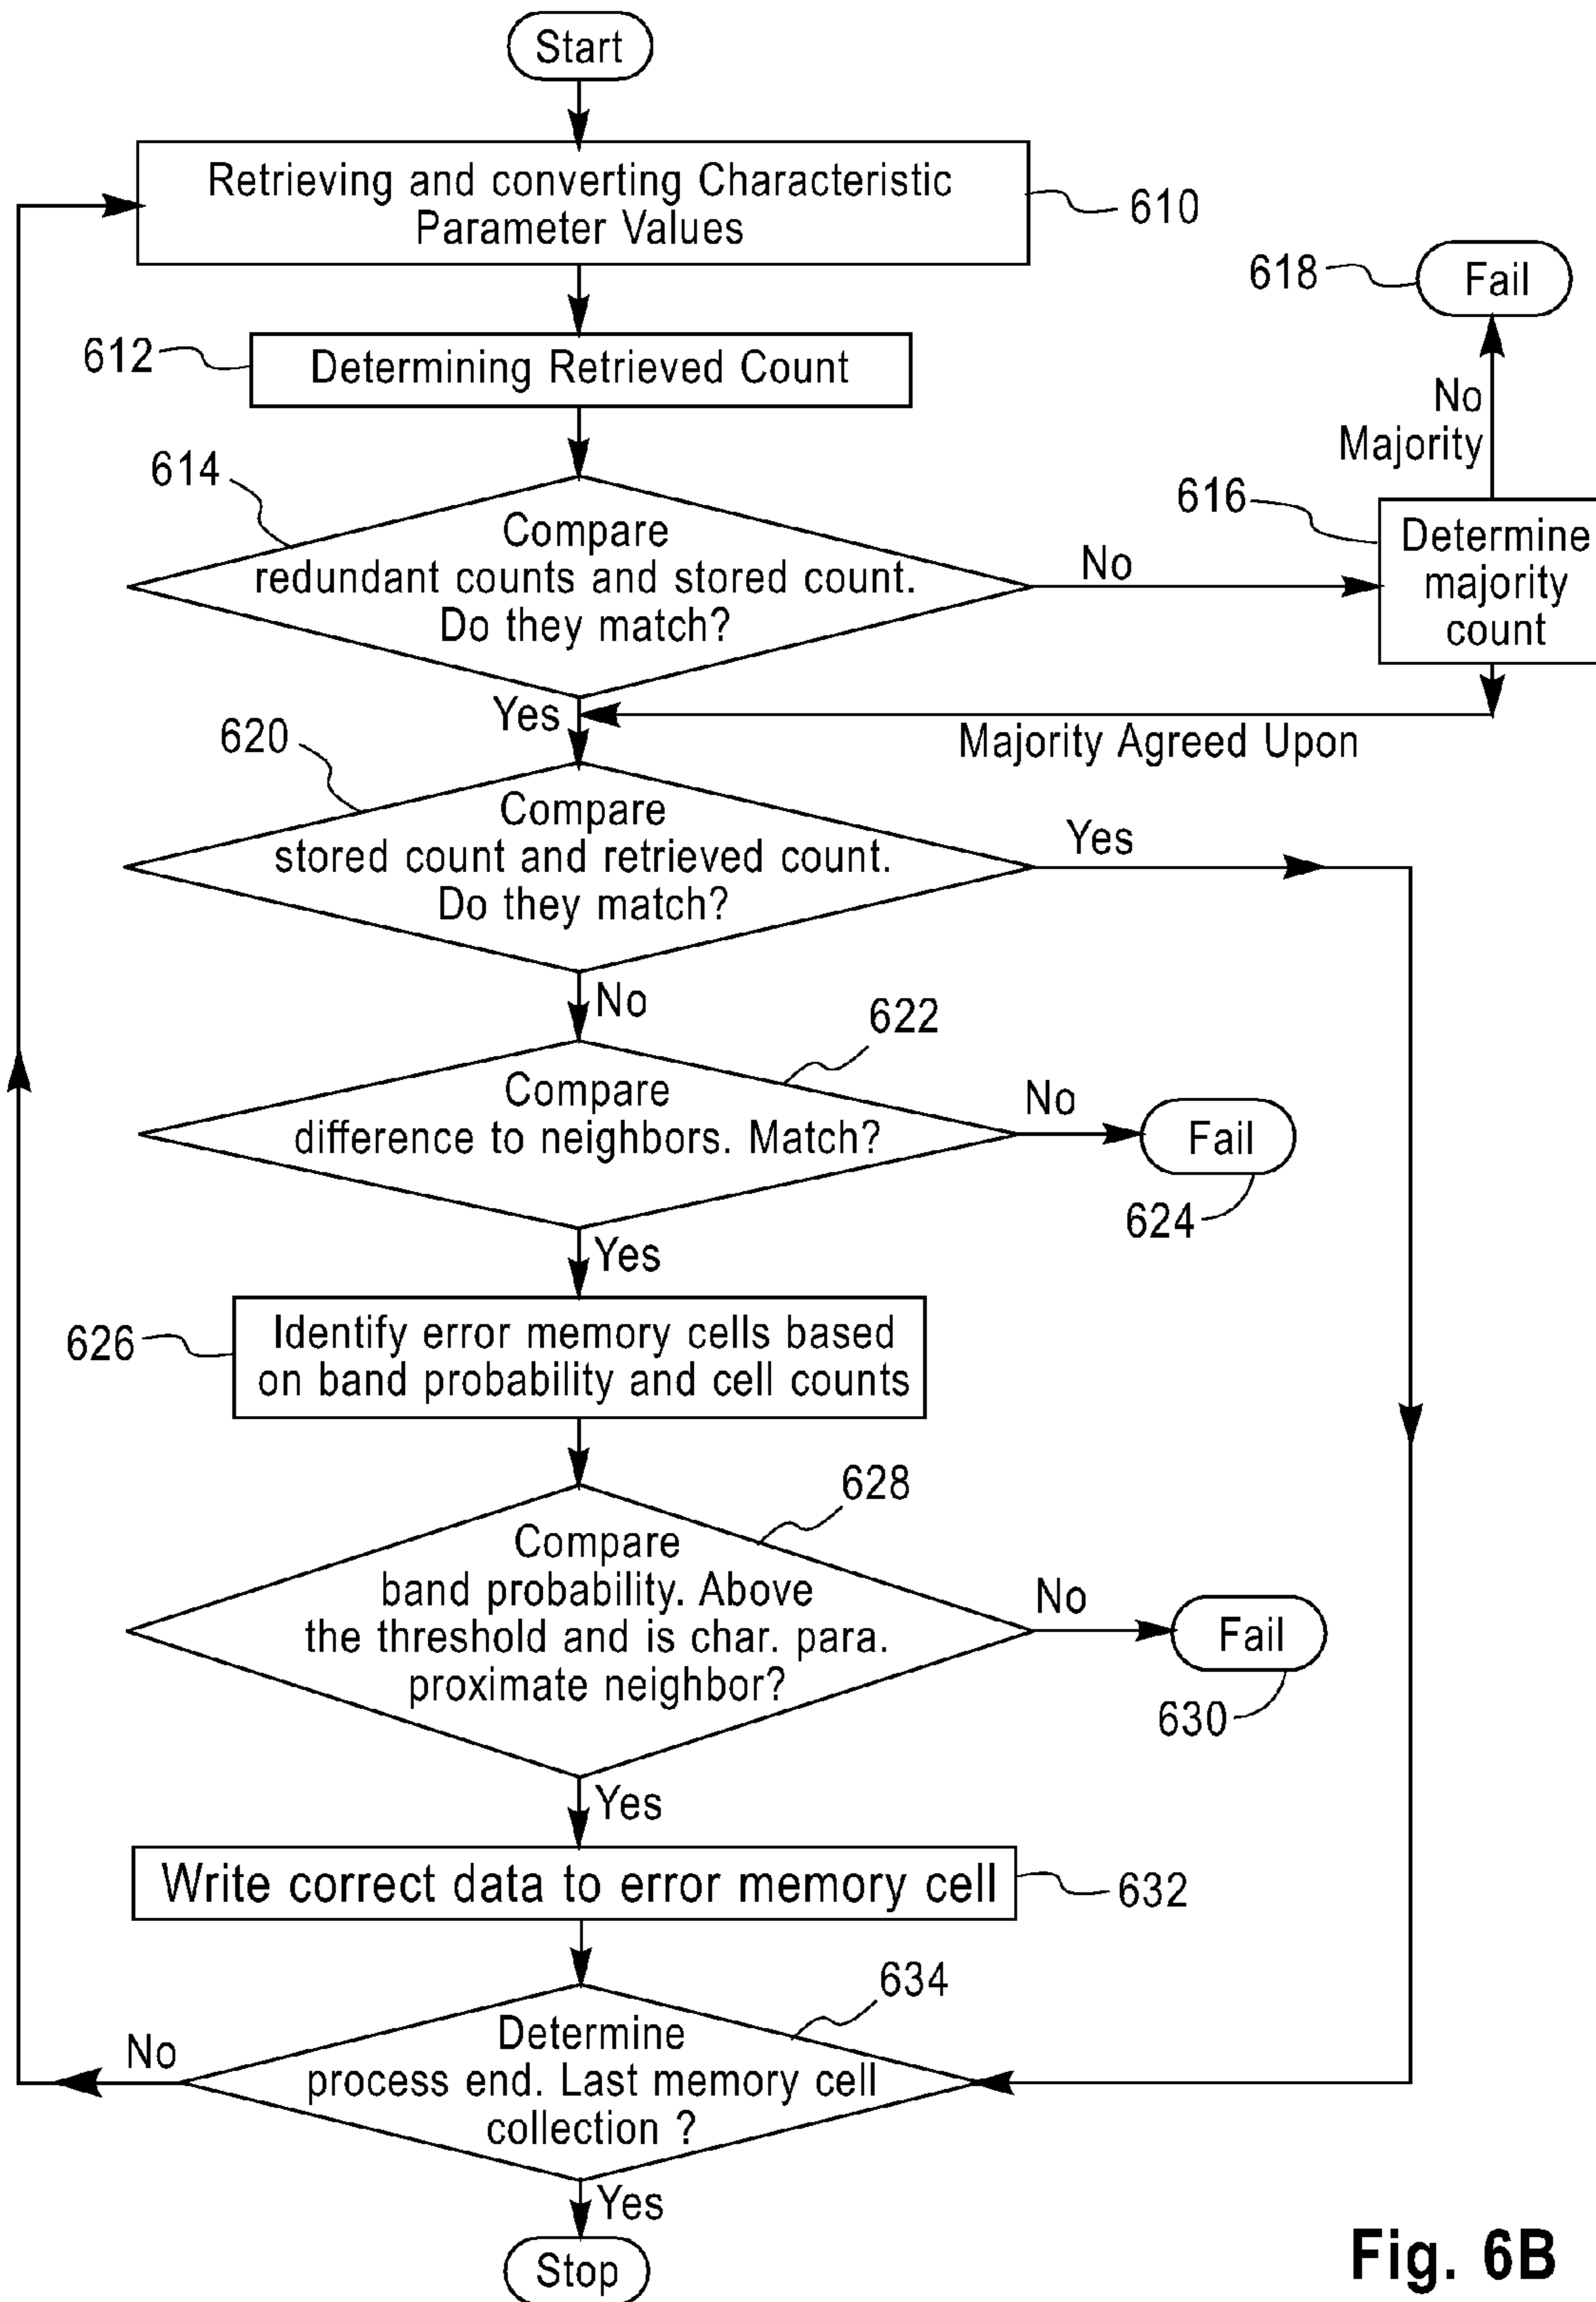 Start
Retrieving and converting Characteristic
Parameter Values
610
618
Fail
612
Determining Retrieved Count
No
Majority
614
616
Compare
redundant counts and stored count.
Do they match?
No
Determine
majority
count
Yes
Majority Agreed Upon
620
Compare
stored count and retrieved count.
Do they match?
Yes
No
622
Compare
difference to neighbors. Match?
No
Fail
624
Yes
626
Identify error memory cells based
on band probability and cell counts
628
Compare
band probability. Above
the threshold and is char. para.
proximate neighbor?
No
Fail
630
Yes
Write correct data to error memory cell
632
634
Determine
process end. Last memory cell
collection ?
No
Yes
Stop
Fig. 6B